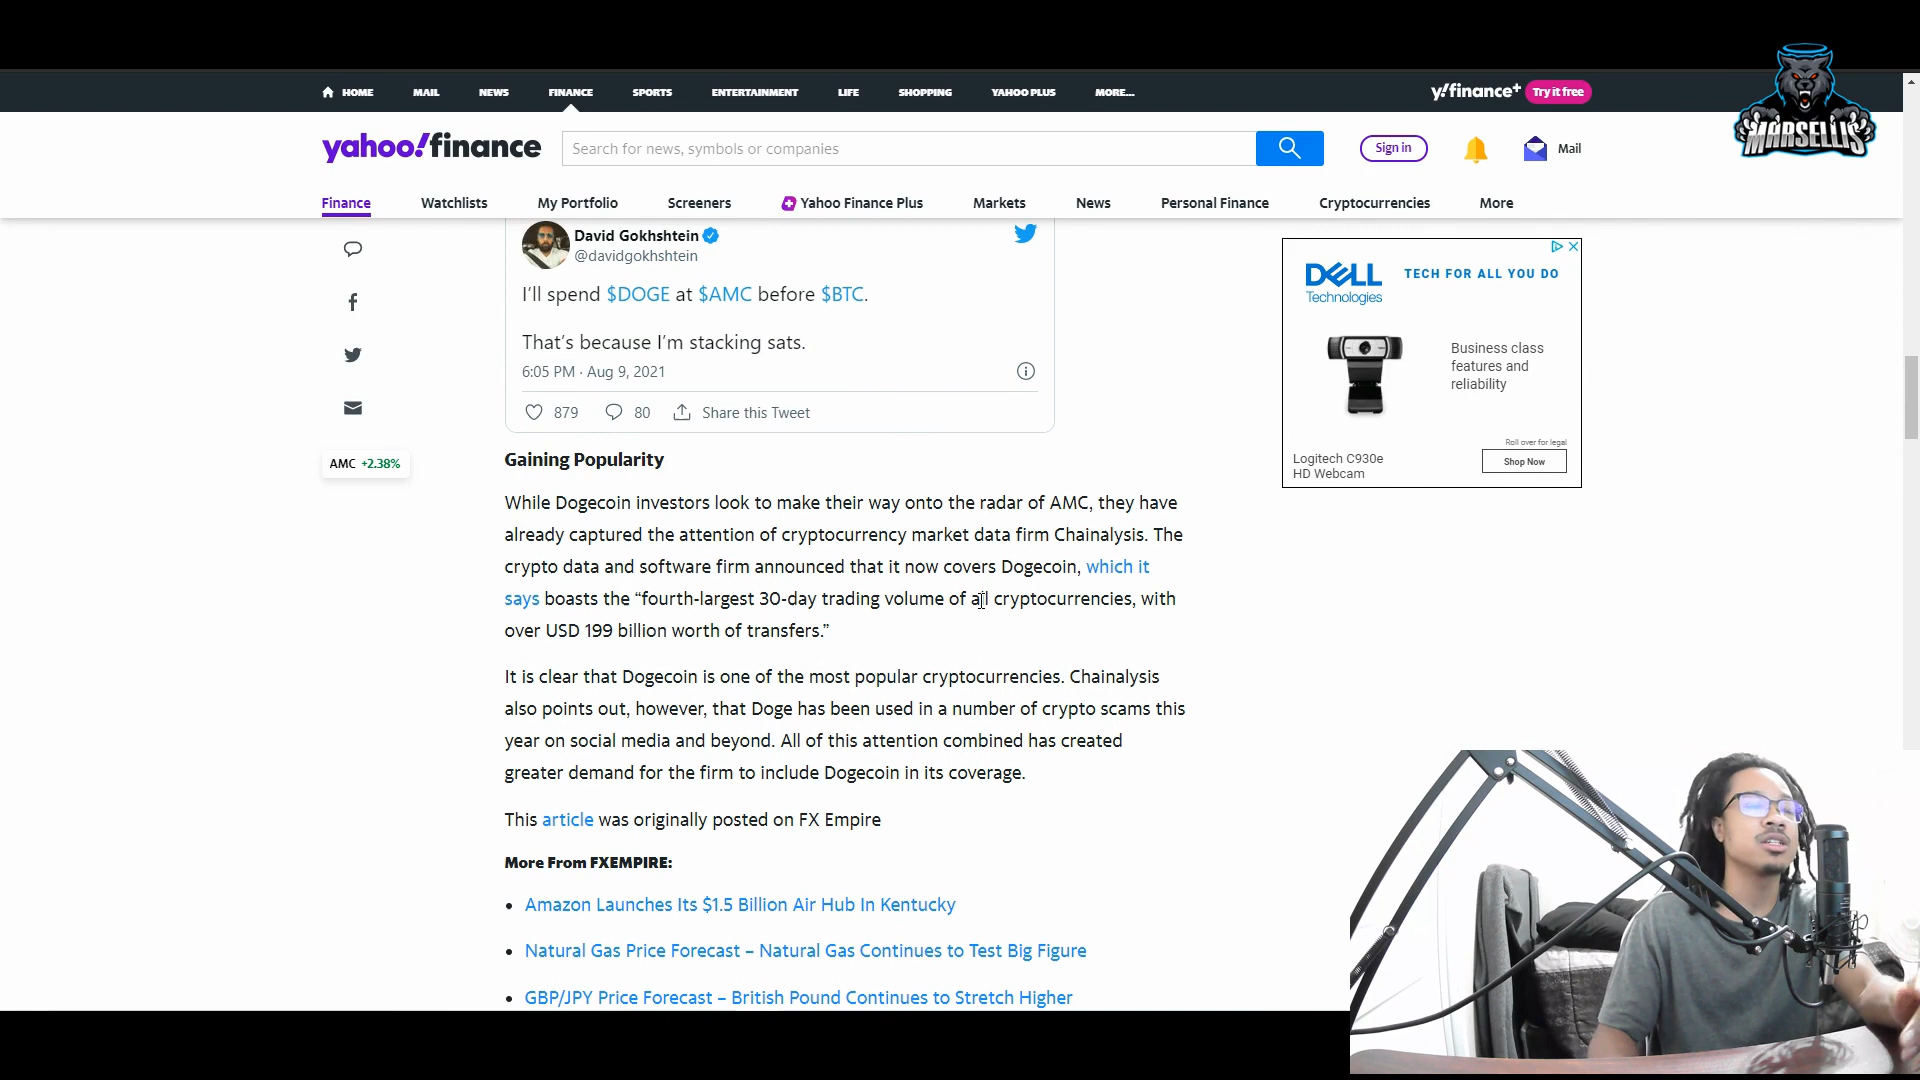 HOME MAIL NEWS FINANCE SPORTS ENTERTAINMENT LIFE SHOPPING YAHOO PLUS MORE... y!finance+ Try it free
MARSELLIS
yahoo!finance Search for news, symbols or companies Sign in Mail
Finance Watchlists My Portfolio Screeners Yahoo Finance Plus Markets News Personal Finance Cryptocurrencies More
David Gokhshtein
@davidgokhshtein
I'll spend $DOGE at $AMC before $BTC.
That's because I'm stacking sats.
6:05 PM · Aug 9, 2021
879 80 Share this Tweet
AMC +2.38%
Gaining Popularity
While Dogecoin investors look to make their way onto the radar of AMC, they have
already captured the attention of cryptocurrency market data firm Chainalysis. The
crypto data and software firm announced that it now covers Dogecoin, which it
says boasts the “fourth-largest 30-day trading volume of all cryptocurrencies, with
over USD 199 billion worth of transfers.”
It is clear that Dogecoin is one of the most popular cryptocurrencies. Chainalysis
also points out, however, that Doge has been used in a number of crypto scams this
year on social media and beyond. All of this attention combined has created
greater demand for the firm to include Dogecoin in its coverage.
This article was originally posted on FX Empire
More From FXEMPIRE:
• Amazon Launches Its $1.5 Billion Air Hub In Kentucky
• Natural Gas Price Forecast – Natural Gas Continues to Test Big Figure
• GBP/JPY Price Forecast – British Pound Continues to Stretch Higher
DELL
Technologies
TECH FOR ALL YOU DO
Business class
features and
reliability
Roll over for legal
Logitech C930e
HD Webcam
Shop Now